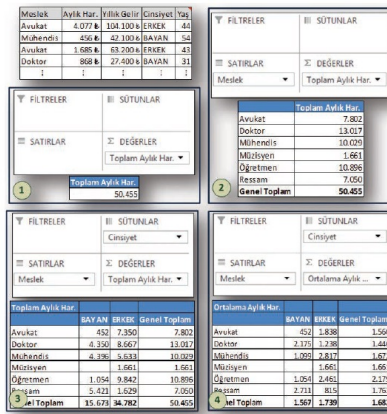 Meslek Aylık Har. Yıllık Gelir Cinsiyet Yaş
Avukat 4.077 ₺ 104.100 ₺ ERKEK 44
Mühendis 456 ₺ 42.100 ₺ BAYAN 54
Avukat 1.685 ₺ 63.200 ₺ ERKEK 43
Doktor 868 ₺ 27.400 ₺ BAYAN 31
⋮ ⋮ ⋮ ⋮ ⋮
FİLTRELER SÜTUNLAR
SATIRLAR Σ DEĞERLER
Toplam Aylık Har.
Toplam Aylık Har.
50.455
1
FİLTRELER SÜTUNLAR
SATIRLAR Σ DEĞERLER
Meslek Toplam Aylık Har.
Toplam Aylık Har.
Avukat 7.802
Doktor 13.017
Mühendis 10.029
Müzisyen 1.661
Öğretmen 10.896
Ressam 7.050
Genel Toplam 50.455
2
FİLTRELER SÜTUNLAR
Cinsiyet
SATIRLAR Σ DEĞERLER
Meslek Toplam Aylık Har.
Toplam Aylık Har.
BAYAN ERKEK Genel Toplam
Avukat 452 7.350 7.802
Doktor 4.350 8.667 13.017
Mühendis 4.396 5.633 10.029
Müzisyen 1.661 1.661
Öğretmen 1.054 9.842 10.896
5.421 1.629 7.050
15.673 34.782 50.455
3
FİLTRELER SÜTUNLAR
Cinsiyet
SATIRLAR Σ DEĞERLER
Meslek Ortalama Aylık ...
Ortalama Aylık Har.
BAYAN ERKEK Genel Toplam
Avukat 452 1.838
Doktor 2.175 1.238
Mühendis 1.099 2.817
Müzisyen 1.661
Öğretmen 1.054 2.461
Ressam 2.711 815
1.567 1.739
4